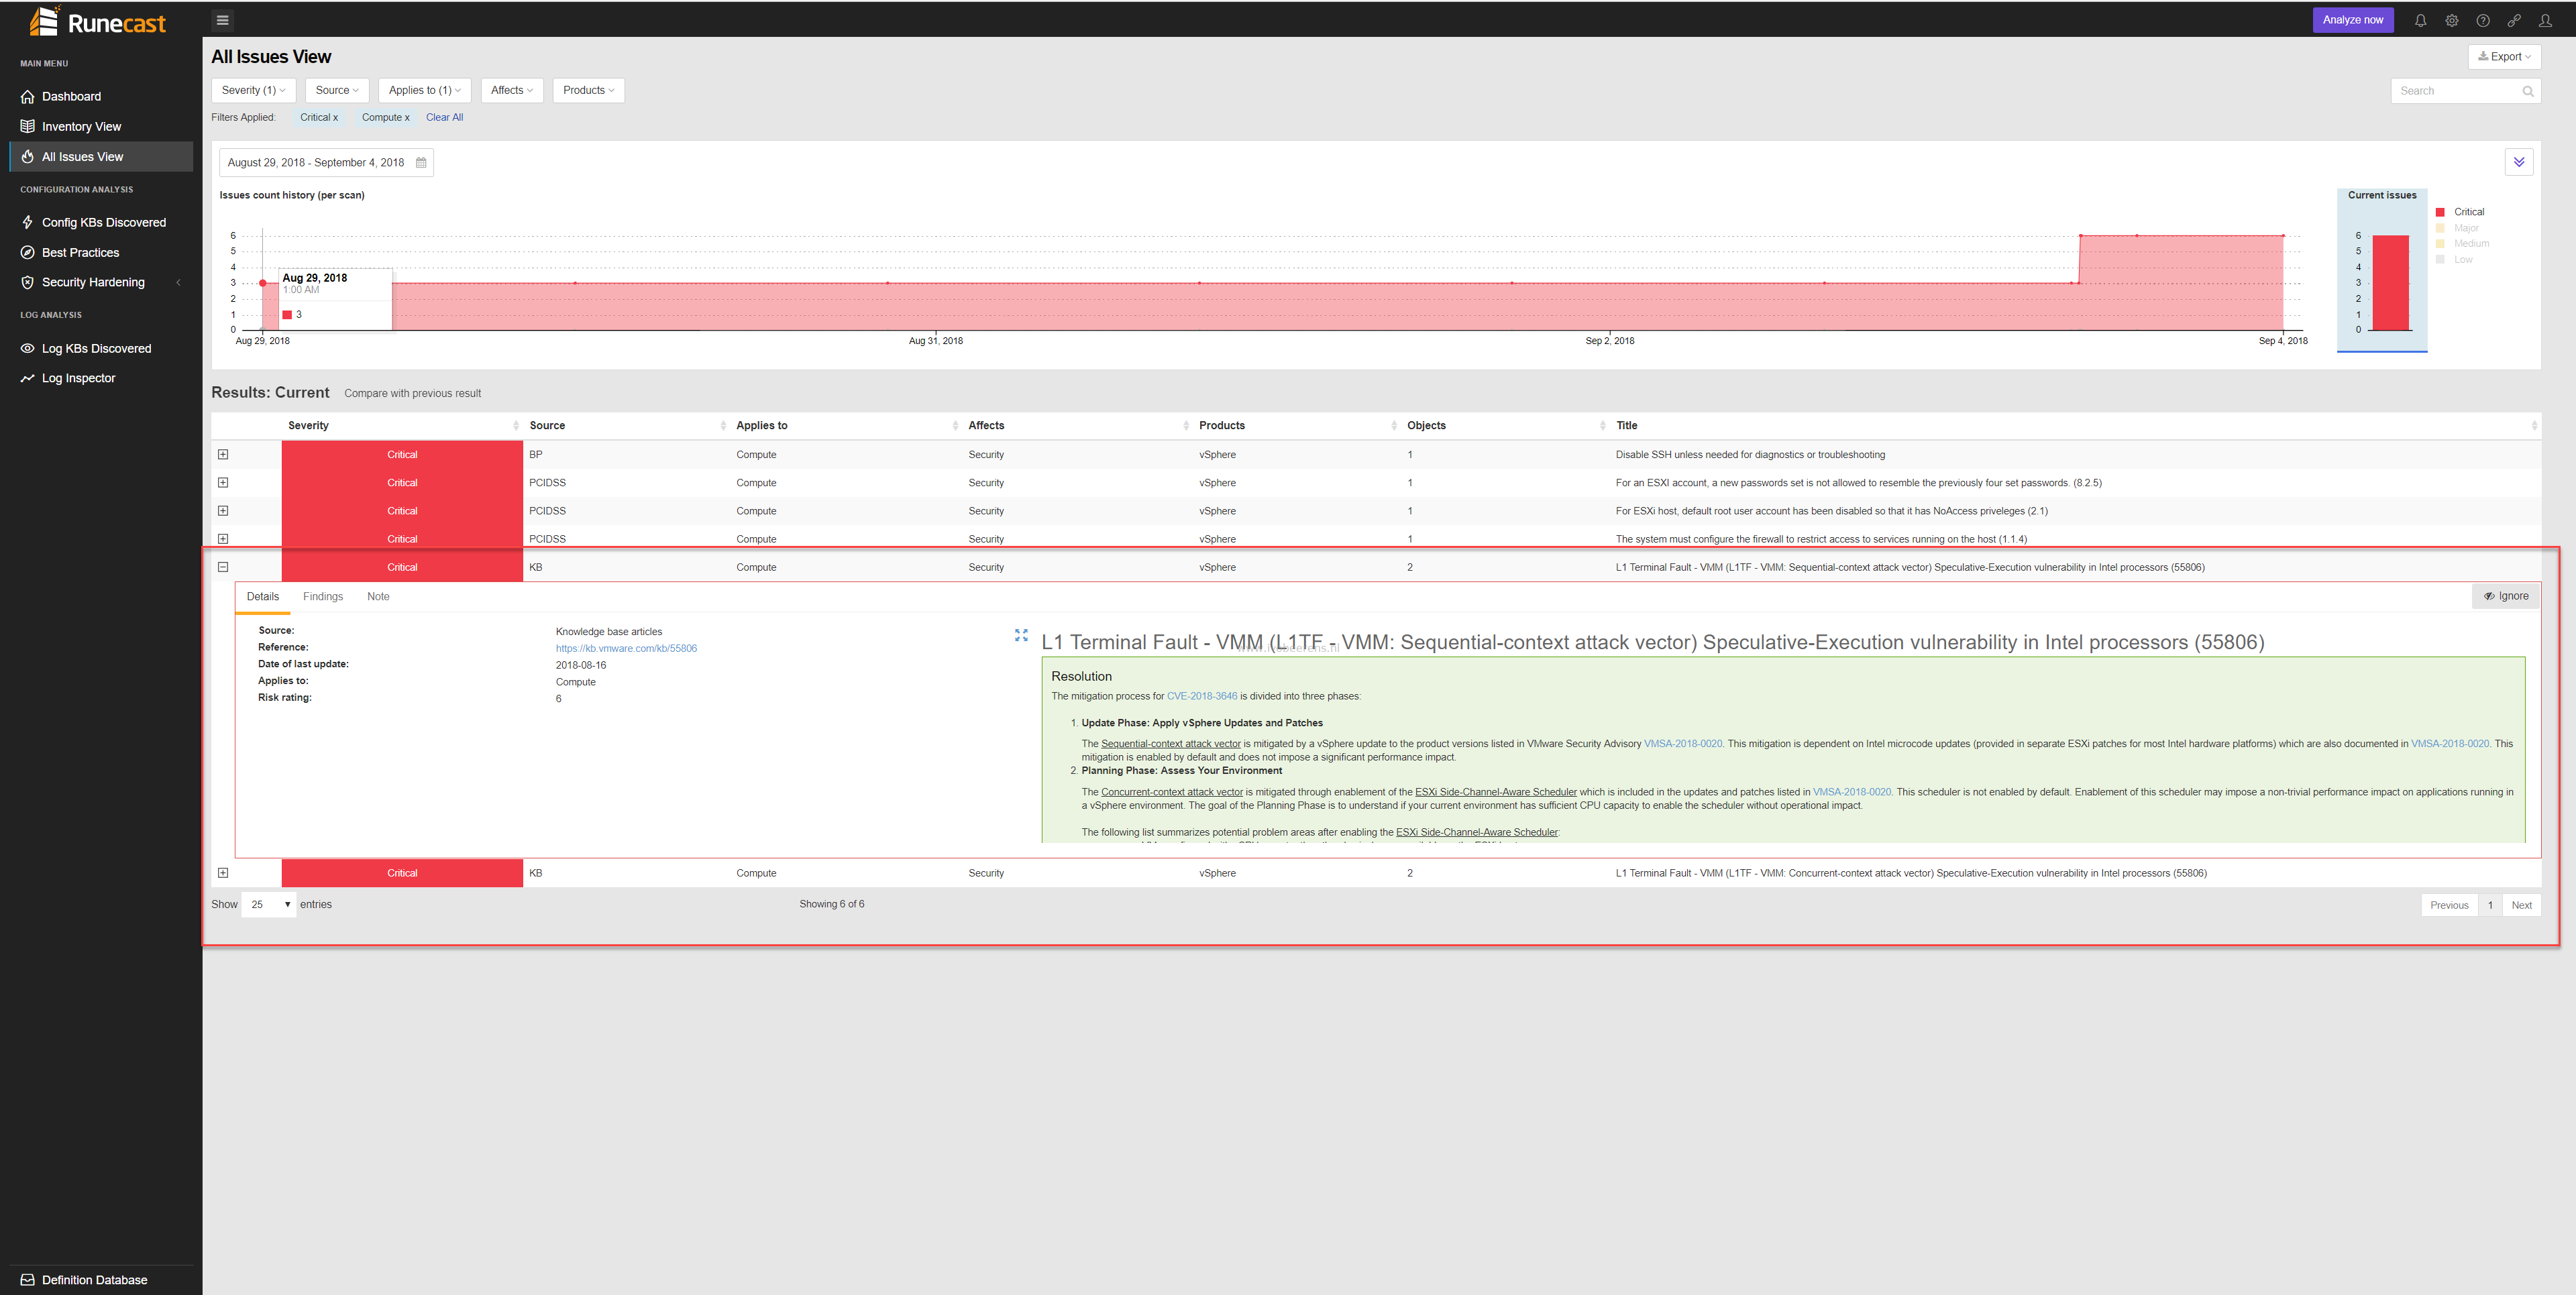 Runecast
Analyze now
MAIN MENU
Dashboard
Inventory View
All Issues View
CONFIGURATION ANALYSIS
Config KBs Discovered
Best Practices
Security Hardening
LOG ANALYSIS
Log KBs Discovered
Log Inspector
Definition Database
All Issues View
Export
Severity (1) Source Applies to (1) Affects Products
Search
Filters Applied: Critical x Compute x Clear All
August 29, 2018 - September 4, 2018
Issues count history (per scan)
6
5
4
3
2
1
0
Aug 29, 2018
1:00 AM
3
Aug 29, 2018 Aug 31, 2018 Sep 2, 2018 Sep 4, 2018
Current issues
6
5
4
3
2
1
0
Critical
Major
Medium
Low
Results: Current Compare with previous result
Severity Source Applies to Affects Products Objects Title
Critical BP Compute Security vSphere 1 Disable SSH unless needed for diagnostics or troubleshooting
Critical PCIDSS Compute Security vSphere 1 For an ESXI account, a new passwords set is not allowed to resemble the previously four set passwords. (8.2.5)
Critical PCIDSS Compute Security vSphere 1 For ESXi host, default root user account has been disabled so that it has NoAccess priveleges (2.1)
Critical PCIDSS Compute Security vSphere 1 The system must configure the firewall to restrict access to services running on the host (1.1.4)
Critical KB Compute Security vSphere 2 L1 Terminal Fault - VMM (L1TF - VMM: Sequential-context attack vector) Speculative-Execution vulnerability in Intel processors (55806)
Details Findings Note
Ignore
Source: Knowledge base articles
Reference: https://kb.vmware.com/kb/55806
Date of last update: 2018-08-16
Applies to: Compute
Risk rating: 6
L1 Terminal Fault - VMM (L1TF - VMM: Sequential-context attack vector) Speculative-Execution vulnerability in Intel processors (55806)
Resolution
The mitigation process for CVE-2018-3646 is divided into three phases:
1. Update Phase: Apply vSphere Updates and Patches
The Sequential-context attack vector is mitigated by a vSphere update to the product versions listed in VMware Security Advisory VMSA-2018-0020. This mitigation is dependent on Intel microcode updates (provided in separate ESXi patches for most Intel hardware platforms) which are also documented in VMSA-2018-0020. This
mitigation is enabled by default and does not impose a significant performance impact.
2. Planning Phase: Assess Your Environment
The Concurrent-context attack vector is mitigated through enablement of the ESXi Side-Channel-Aware Scheduler which is included in the updates and patches listed in VMSA-2018-0020. This scheduler is not enabled by default. Enablement of this scheduler may impose a non-trivial performance impact on applications running in
a vSphere environment. The goal of the Planning Phase is to understand if your current environment has sufficient CPU capacity to enable the scheduler without operational impact.
The following list summarizes potential problem areas after enabling the ESXi Side-Channel-Aware Scheduler:
Critical KB Compute Security vSphere 2 L1 Terminal Fault - VMM (L1TF - VMM: Concurrent-context attack vector) Speculative-Execution vulnerability in Intel processors (55806)
Show 25 entries
Showing 6 of 6
Previous 1 Next